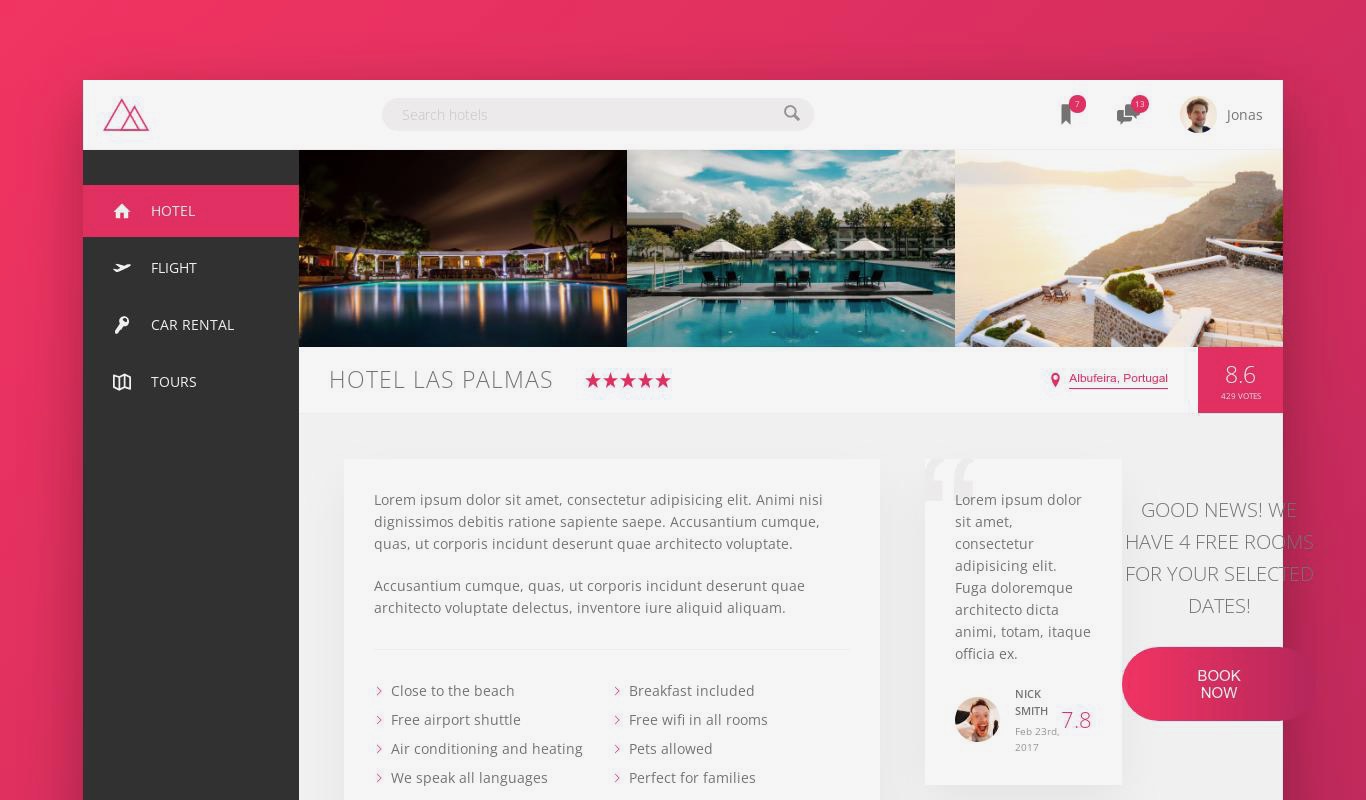 Search hotels
7
13
Jonas
HOTEL
FLIGHT
CAR RENTAL
TOURS
HOTEL LAS PALMAS
Albufeira, Portugal
8.6
429 VOTES
Lorem ipsum dolor sit amet, consectetur adipisicing elit. Animi nisi
dignissimos debitis ratione sapiente saepe. Accusantium cumque,
quas, ut corporis incidunt deserunt quae architecto voluptate.
Accusantium cumque, quas, ut corporis incidunt deserunt quae
architecto voluptate delectus, inventore iure aliquid aliquam.
Close to the beach
Free airport shuttle
Air conditioning and heating
We speak all languages
Breakfast included
Free wifi in all rooms
Pets allowed
Perfect for families
“
Lorem ipsum dolor
sit amet,
consectetur
adipisicing elit.
Fuga doloremque
architecto dicta
animi, totam, itaque
officia ex.
NICK
SMITH
Feb 23rd,
2017
7.8
GOOD NEWS! WE
HAVE 4 FREE ROOMS
FOR YOUR SELECTED
DATES!
BOOK
NOW